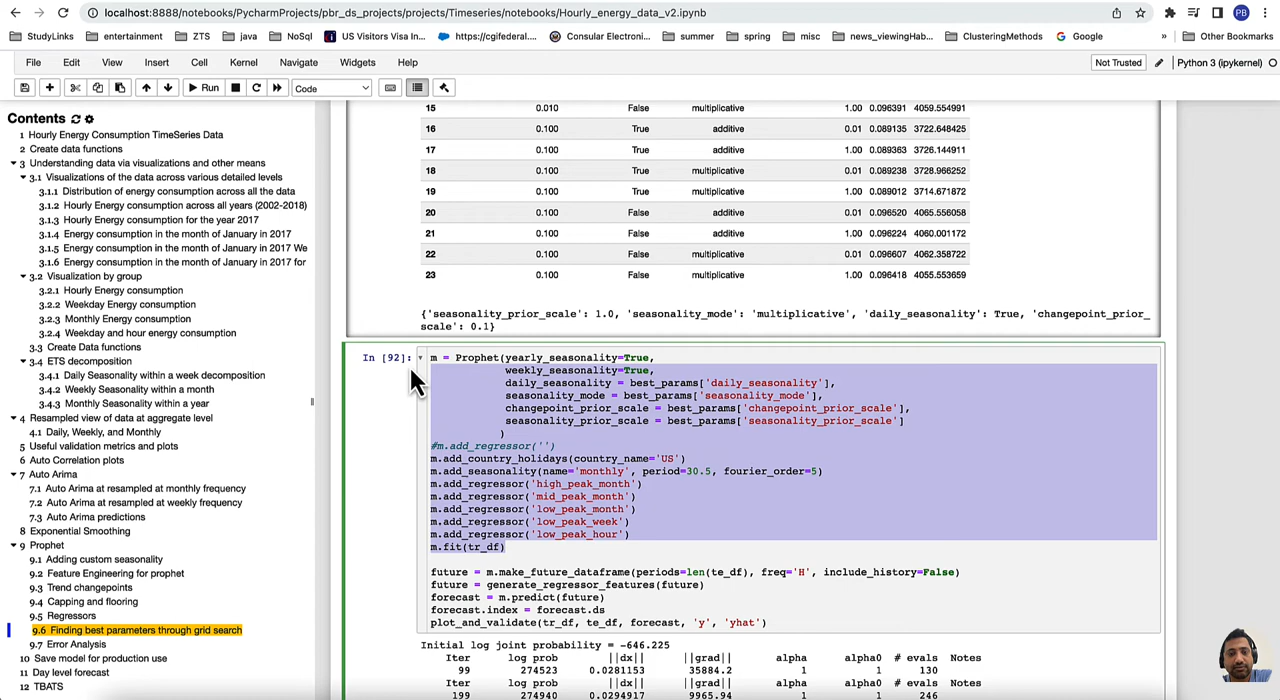 localhost:8888/notebooks/PycharmProjects/pbr_ds_projects/projects/Timeseries/notebooks/Hourly_energy_data_v2.ipynb
PB
StudyLinks entertainment ZTS java NoSql US Visitors Visa In... https://cgifederal.... Consular Electroni... summer spring misc news_viewingHab... ClusteringMethods Google » Other Bookmarks
File Edit View Insert Cell Kernel Navigate Widgets Help Not Trusted Python 3 (ipykernel)
Run Code
Contents
1 Hourly Energy Consumption TimeSeries Data
2 Create data functions
3 Understanding data via visualizations and other means
3.1 Visualizations of the data across various detailed levels
3.1.1 Distribution of energy consumption across all the data
3.1.2 Hourly Energy consumption across all years (2002-2018)
3.1.3 Hourly Energy consumption for the year 2017
3.1.4 Energy consumption in the month of January in 2017
3.1.5 Energy consumption in the month of January in 2017 We
3.1.6 Energy consumption in the month of January in 2017 for
3.2 Visualization by group
3.2.1 Hourly Energy consumption
3.2.2 Weekday Energy consumption
3.2.3 Monthly Energy consumption
3.2.4 Weekday and hour energy consumption
3.3 Create Data functions
3.4 ETS decomposition
3.4.1 Daily Seasonality within a week decomposition
3.4.2 Weekly Seasonality within a month
3.4.3 Monthly Seasonality within a year
4 Resampled view of data at aggregate level
4.1 Daily, Weekly, and Monthly
5 Useful validation metrics and plots
6 Auto Correlation plots
7 Auto Arima
7.1 Auto Arima at resampled at monthly frequency
7.2 Auto Arima at resampled at weekly frequency
7.3 Auto Arima predictions
8 Exponential Smoothing
9 Prophet
9.1 Adding custom seasonality
9.2 Feature Engineering for prophet
9.3 Trend changepoints
9.4 Capping and flooring
9.5 Regressors
9.6 Finding best parameters through grid search
9.7 Error Analysis
10 Save model for production use
11 Day level forecast
12 TBATS
15 0.010 False multiplicative 1.00 0.096391 4059.554991
16 0.100 True additive 0.01 0.089135 3722.648425
17 0.100 True additive 1.00 0.089363 3726.144911
18 0.100 True multiplicative 0.01 0.089238 3728.966252
19 0.100 True multiplicative 1.00 0.089012 3714.671872
20 0.100 False additive 0.01 0.096520 4065.556058
21 0.100 False additive 1.00 0.096224 4060.001172
22 0.100 False multiplicative 0.01 0.096607 4062.358722
23 0.100 False multiplicative 1.00 0.096418 4055.553659
{'seasonality_prior_scale': 1.0, 'seasonality_mode': 'multiplicative', 'daily_seasonality': True, 'changepoint_prior_
scale': 0.1}
In [92]: m = Prophet(yearly_seasonality=True,
weekly_seasonality=True,
daily_seasonality = best_params['daily_seasonality'],
seasonality_mode = best_params['seasonality_mode'],
changepoint_prior_scale = best_params['changepoint_prior_scale'],
seasonality_prior_scale = best_params['seasonality_prior_scale']
)
#m.add_regressor('')
m.add_country_holidays(country_name='US')
m.add_seasonality(name='monthly', period=30.5, fourier_order=5)
m.add_regressor('high_peak_month')
m.add_regressor('mid_peak_month')
m.add_regressor('low_peak_month')
m.add_regressor('low_peak_week')
m.add_regressor('low_peak_hour')
m.fit(tr_df)
future = m.make_future_dataframe(periods=len(te_df), freq='H', include_history=False)
future = generate_regressor_features(future)
forecast = m.predict(future)
forecast.index = forecast.ds
plot_and_validate(tr_df, te_df, forecast, 'y', 'yhat')
Initial log joint probability = -646.225
Iter log prob ||dx|| ||grad|| alpha alpha0 # evals Notes
99 274523 0.0281153 35884.2 1 1 130
Iter log prob ||dx|| ||grad|| alpha alpha0 # evals Notes
199 274940 0.0294917 9965.94 1 1 246